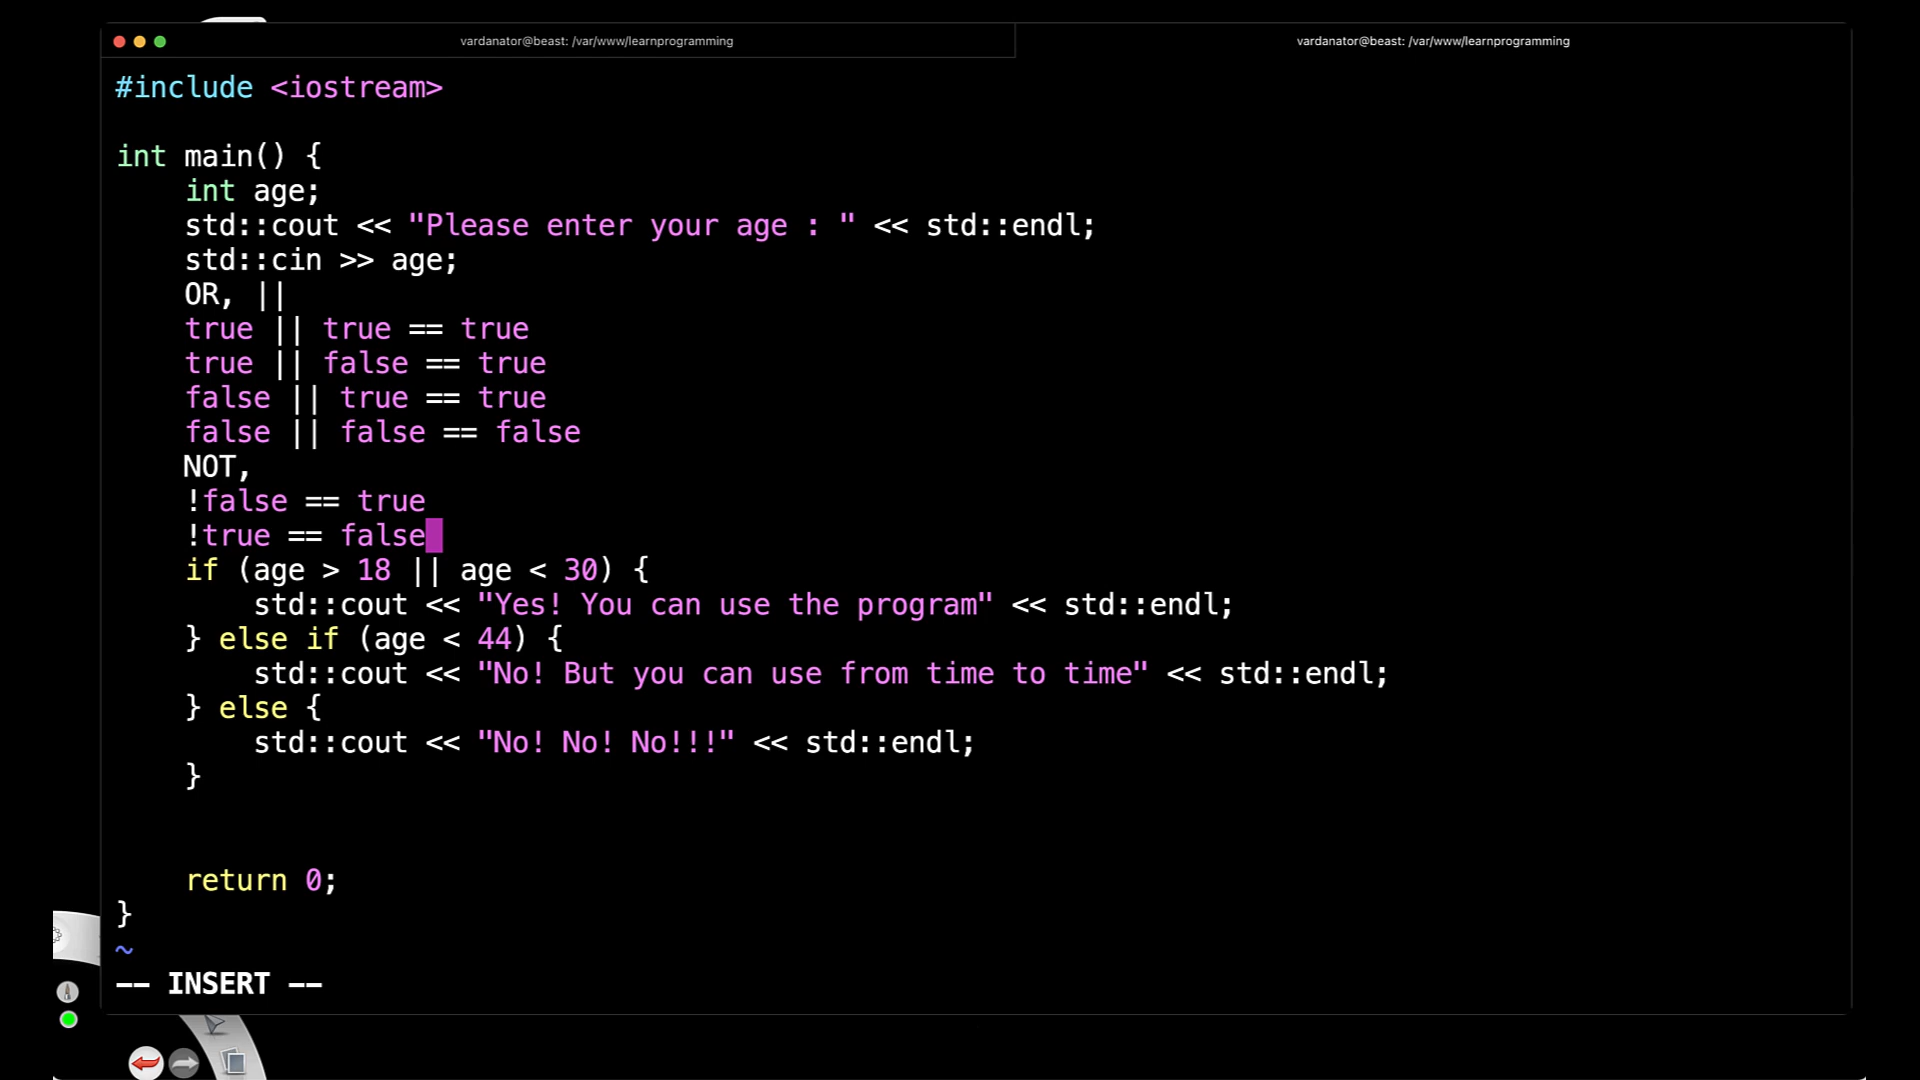 vardanator@beast: /var/www/learnprogramming
vardanator@beast: /var/www/learnprogramming
#include <iostream>
int main() {
    int age;
    std::cout << "Please enter your age : " << std::endl;
    std::cin >> age;
    OR, ||
    true || true == true
    true || false == true
    false || true == true
    false || false == false
    NOT,
    !false == true
    !true == false
    if (age > 18 || age < 30) {
        std::cout << "Yes! You can use the program" << std::endl;
    } else if (age < 44) {
        std::cout << "No! But you can use from time to time" << std::endl;
    } else {
        std::cout << "No! No! No!!!" << std::endl;
    }
    return 0;
}
~
-- INSERT --